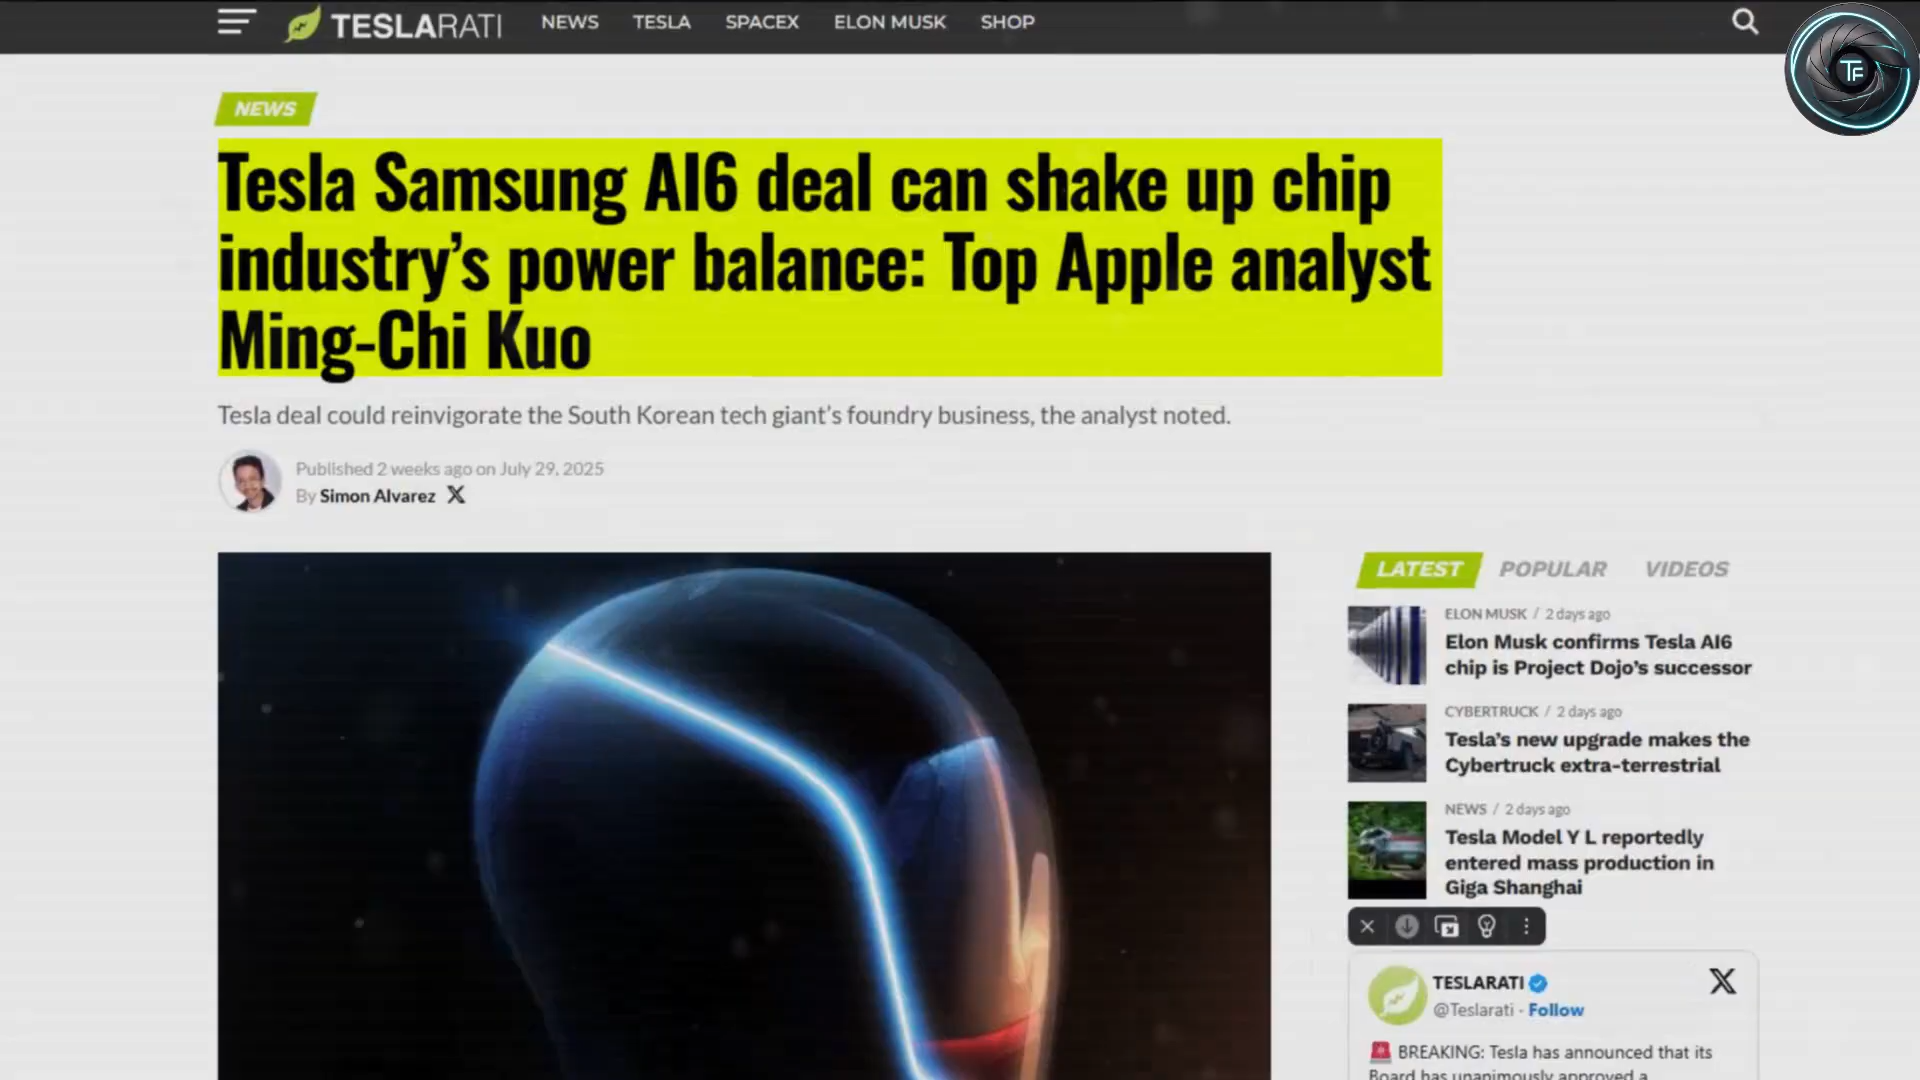 TESLARATI
NEWS
TESLA
SPACEX
ELON MUSK
SHOP
TF
NEWS
Tesla Samsung AI6 deal can shake up chip
industry’s power balance: Top Apple analyst
Ming-Chi Kuo
Tesla deal could reinvigorate the South Korean tech giant’s foundry business, the analyst noted.
Published 2 weeks ago on July 29, 2025
By Simon Alvarez
LATEST
POPULAR
VIDEOS
ELON MUSK / 2 days ago
Elon Musk confirms Tesla AI6
chip is Project Dojo’s successor
CYBERTRUCK / 2 days ago
Tesla’s new upgrade makes the
Cybertruck extra-terrestrial
NEWS / 2 days ago
Tesla Model Y L reportedly
entered mass production in
Giga Shanghai
TESLARATI
@Teslarati · Follow
BREAKING: Tesla has announced that its
Board has unanimously approved a